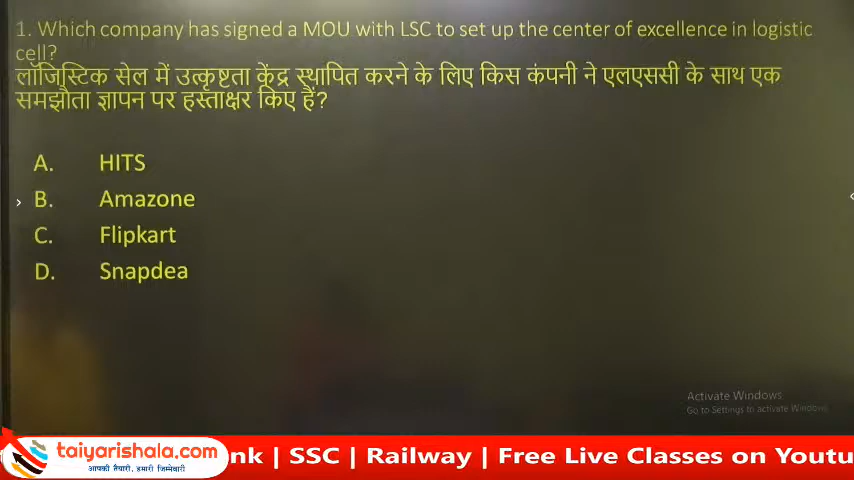 1. Which company has signed a MOU with LSC to set up the center of excellence in logistic
cell?
लॉजिस्टिक सेल में उत्कृष्टता केंद्र स्थापित करने के लिए किस कंपनी ने एलएससी के साथ एक
समझौता ज्ञापन पर हस्ताक्षर किए हैं?
A. HITS
B. Amazone
C. Flipkart
D. Snapdea
Activate Windows
Go to Settings to activate Windows.
taiyarishala.com
आपकी तैयारी, हमारी जिम्मेदारी
nk | SSC | Railway | Free Live Classes on Youtu